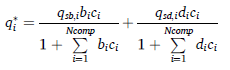 q*_i = \frac{q_{sb,i} b_i c_i}{1 + \sum_{i=1}^{Ncomp} b_i c_i} + \frac{q_{sd,i} d_i c_i}{1 + \sum_{i=1}^{Ncomp} d_i c_i}